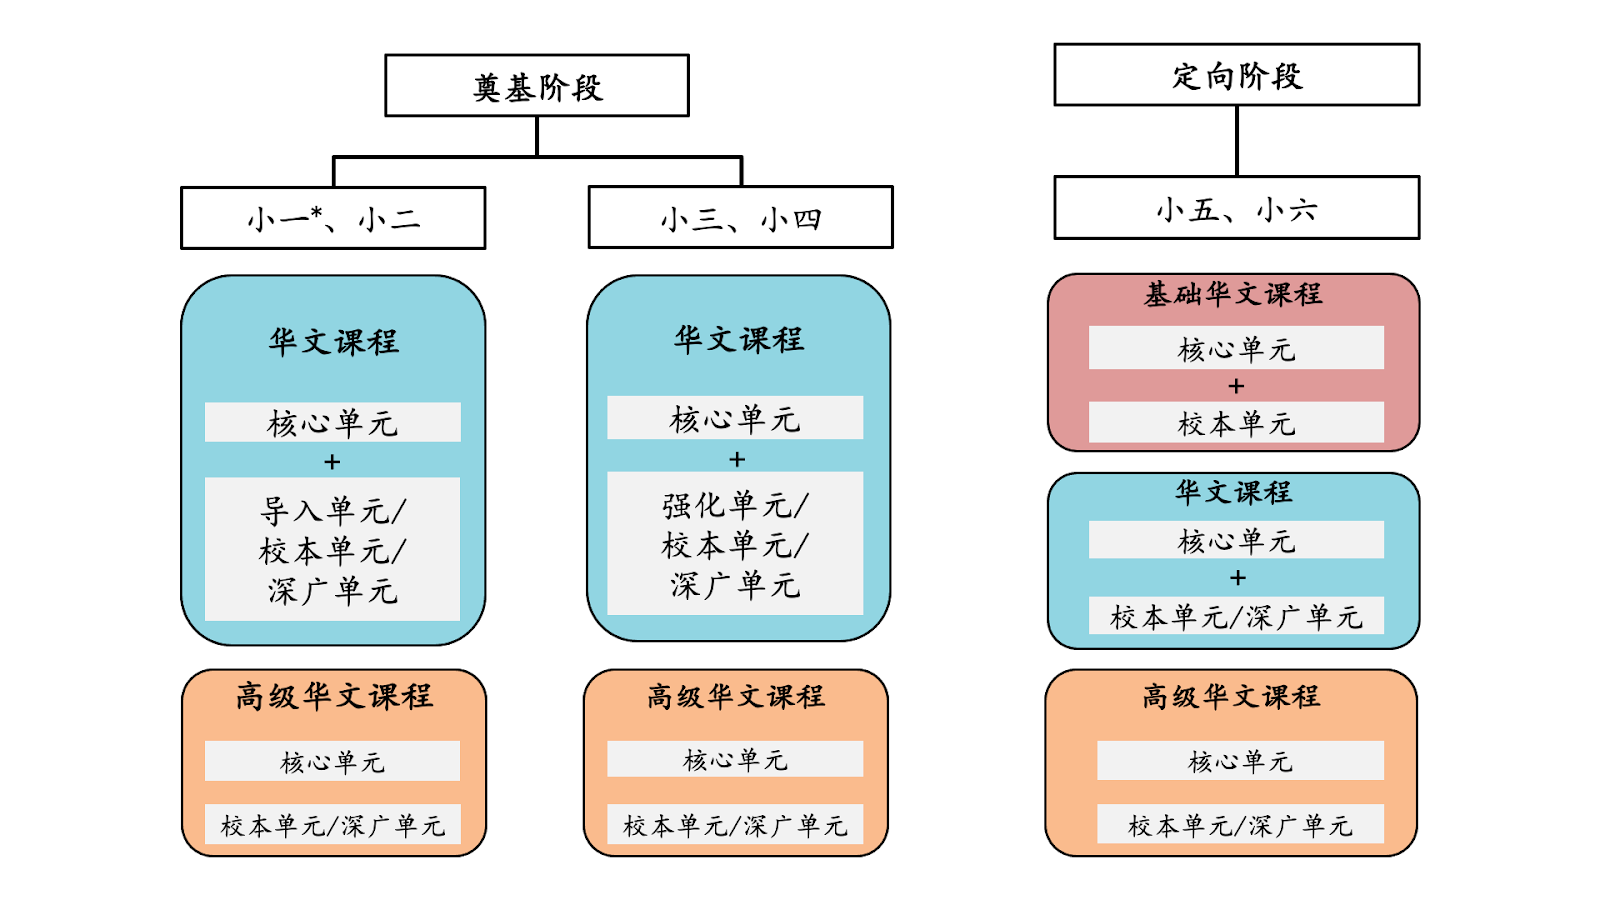 奠基阶段
定向阶段
小一*、小二
小三、小四
小五、小六
华文课程
核心单元
+
导入单元/
校本单元/
深广单元
华文课程
核心单元
+
强化单元/
校本单元/
深广单元
基础华文课程
核心单元
+
校本单元
华文课程
核心单元
+
校本单元/深广单元
高级华文课程
核心单元
校本单元/深广单元
高级华文课程
核心单元
校本单元/深广单元
高级华文课程
核心单元
校本单元/深广单元